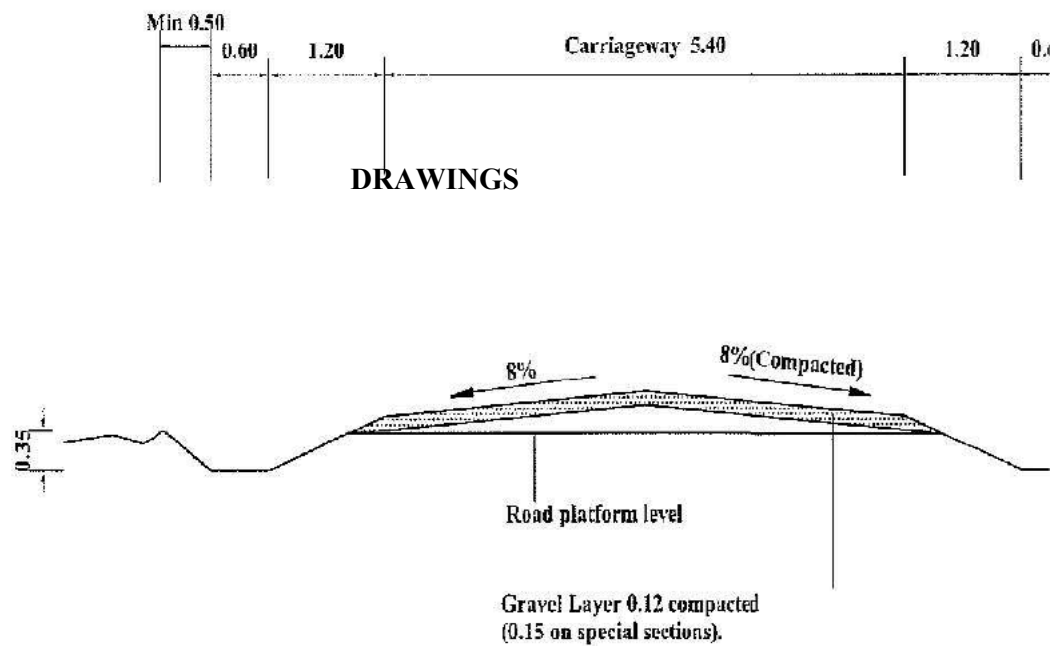 Min 0.50
0.60 1.20 Carriageway 5.40 1.20
DRAWINGS
8% 8%(Compacted)
0.35
Road platform level
Gravel Layer 0.12 compacted
(0.15 on special sections).